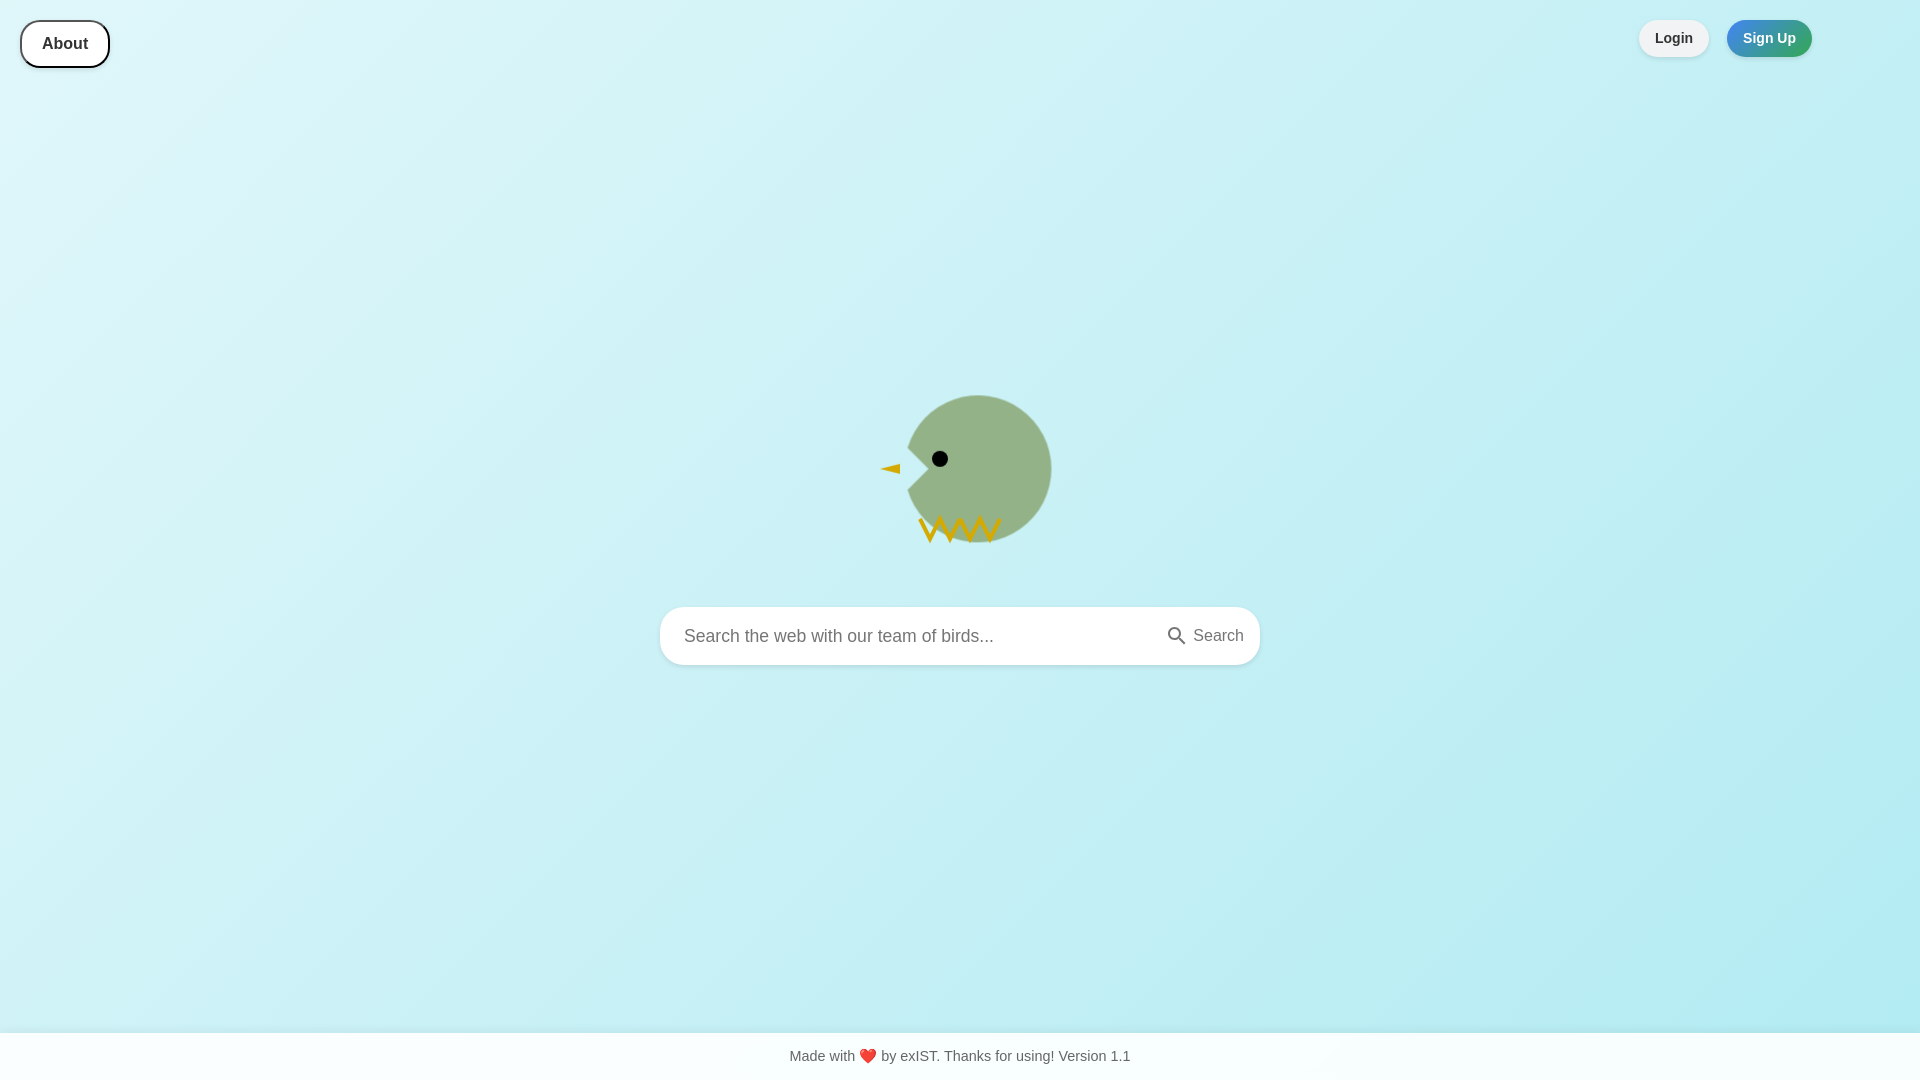 About
Login
Sign Up
Search the web with our team of birds...
Search
Made with ❤️ by exIST. Thanks for using! Version 1.1